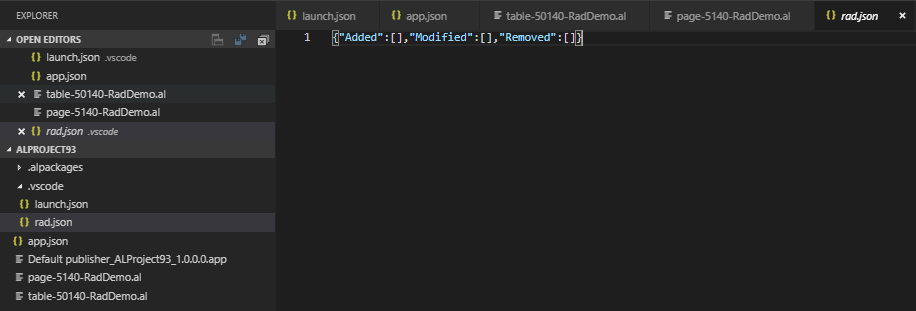 EXPLORER
OPEN EDITORS
{} launch.json .vscode
{} app.json
table-50140-RadDemo.al
page-5140-RadDemo.al
{} rad.json .vscode
ALPROJECT93
.alpackages
.vscode
{} launch.json
{} rad.json
{} app.json
Default publisher_ALProject93_1.0.0.0.app
page-5140-RadDemo.al
table-50140-RadDemo.al
{} launch.json {} app.json table-50140-RadDemo.al page-5140-RadDemo.al {} rad.json
1 {"Added":[],"Modified":[],"Removed":[]}